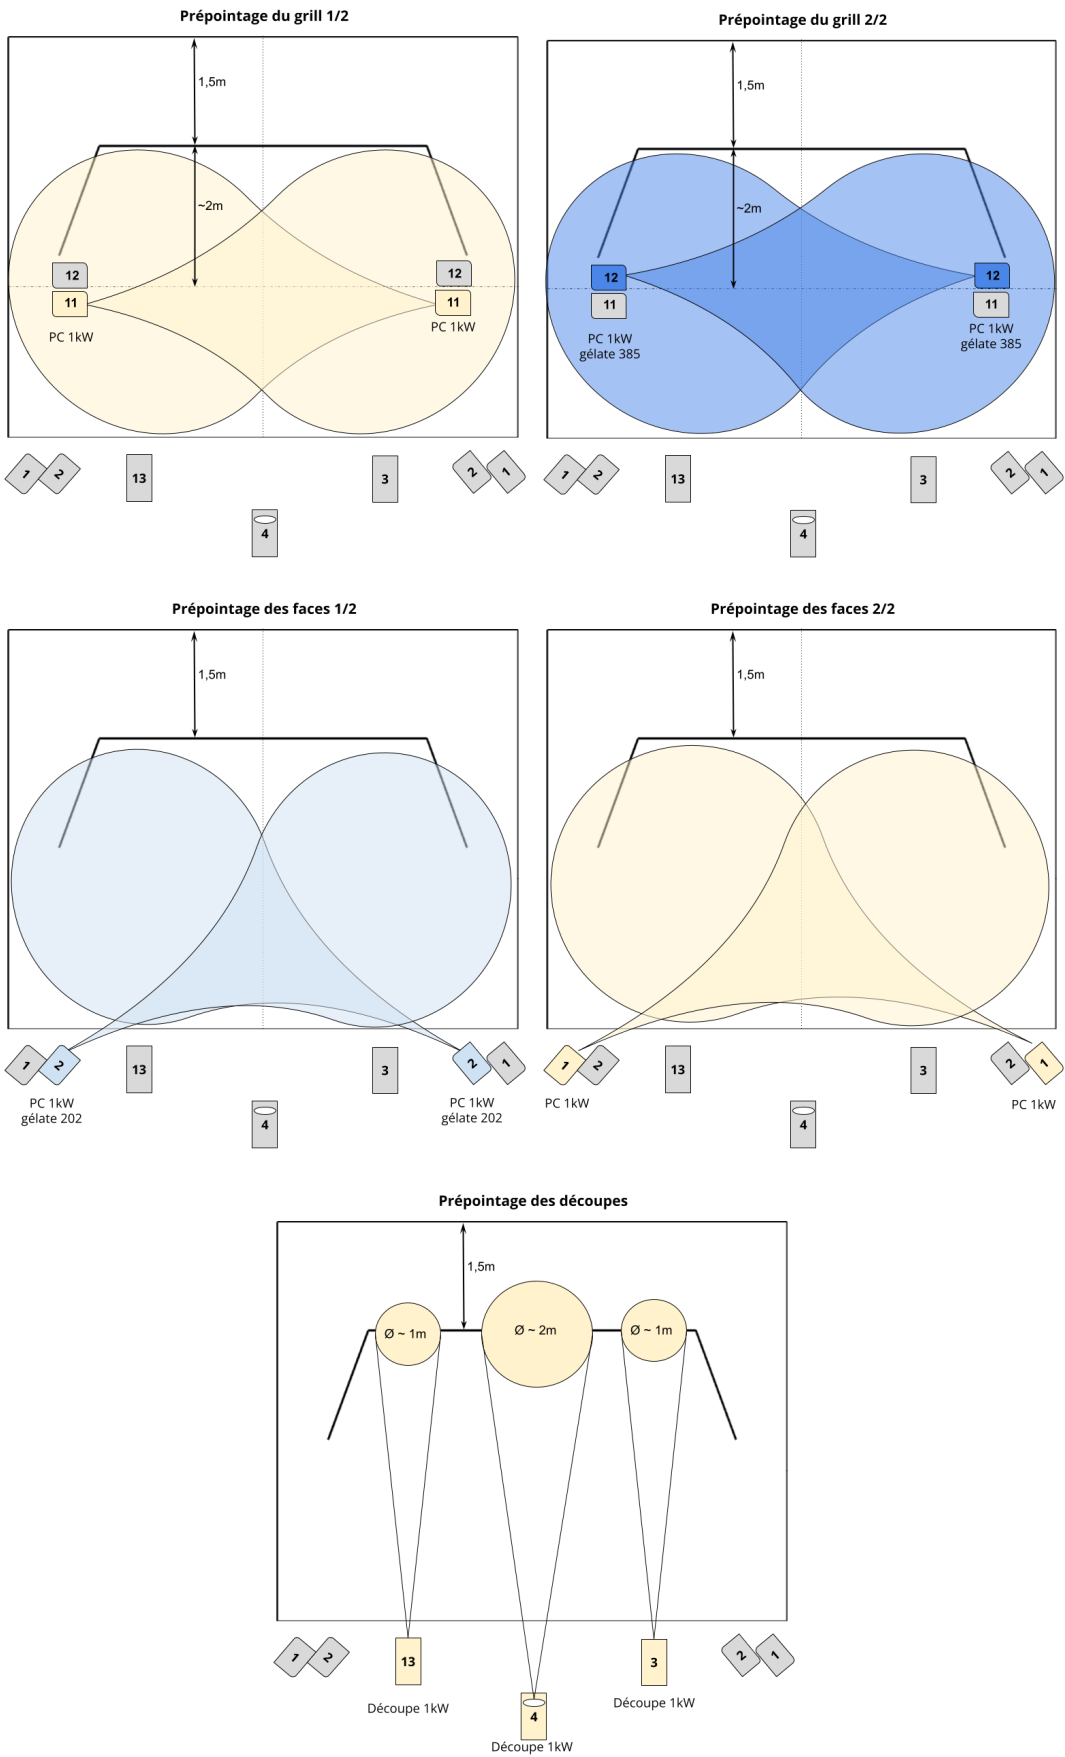 Prépointage du grill 1/2
1,5m
~2m
12
12
11
11
PC 1kW
PC 1kW
1
2
13
3
2
1
4
Prépointage du grill 2/2
1,5m
~2m
12
12
11
11
PC 1kW
gélate 385
PC 1kW
gélate 385
1
2
13
3
2
1
4
Prépointage des faces 1/2
1,5m
1
2
13
3
2
1
PC 1kW
gélate 202
PC 1kW
gélate 202
4
Prépointage des faces 2/2
1,5m
1
2
13
3
2
1
PC 1kW
PC 1kW
4
Prépointage des découpes
1,5m
Ø ~ 1m
Ø ~ 2m
Ø ~ 1m
1
2
13
3
2
1
Découpe 1kW
Découpe 1kW
4
Découpe 1kW